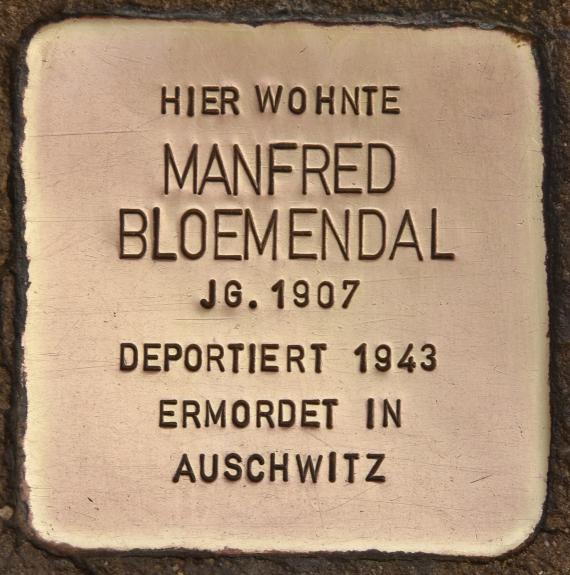 HIER WOHNTE
MANFRED
BLOEMENDAL
JG. 1907
DEPORTIERT 1943
ERMORDET IN
AUSCHWITZ